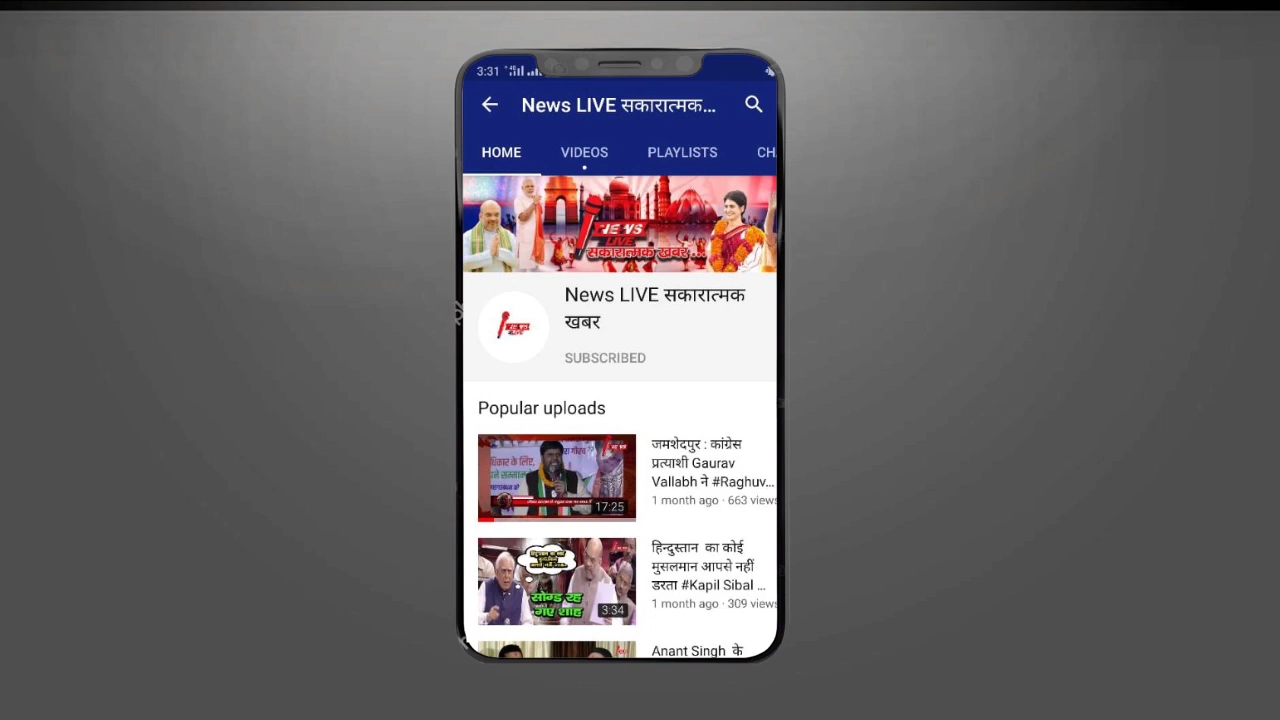 3:31
News LIVE सकारात्मक...
HOME VIDEOS PLAYLISTS CH
NEWS
LIVE
सकारात्मक खबर ...
News LIVE सकारात्मक
खबर
SUBSCRIBED
NEWS
LIVE
Popular uploads
जमशेदपुर : कांग्रेस
प्रत्याशी Gaurav
Vallabh ने #Raghuv...
1 month ago · 663 views
17:25
हिन्दुस्तान का कोई
मुसलमान आपसे नहीं
डरता #Kapil Sibal ...
1 month ago · 309 views
गए शाह
3:34
Anant Singh के